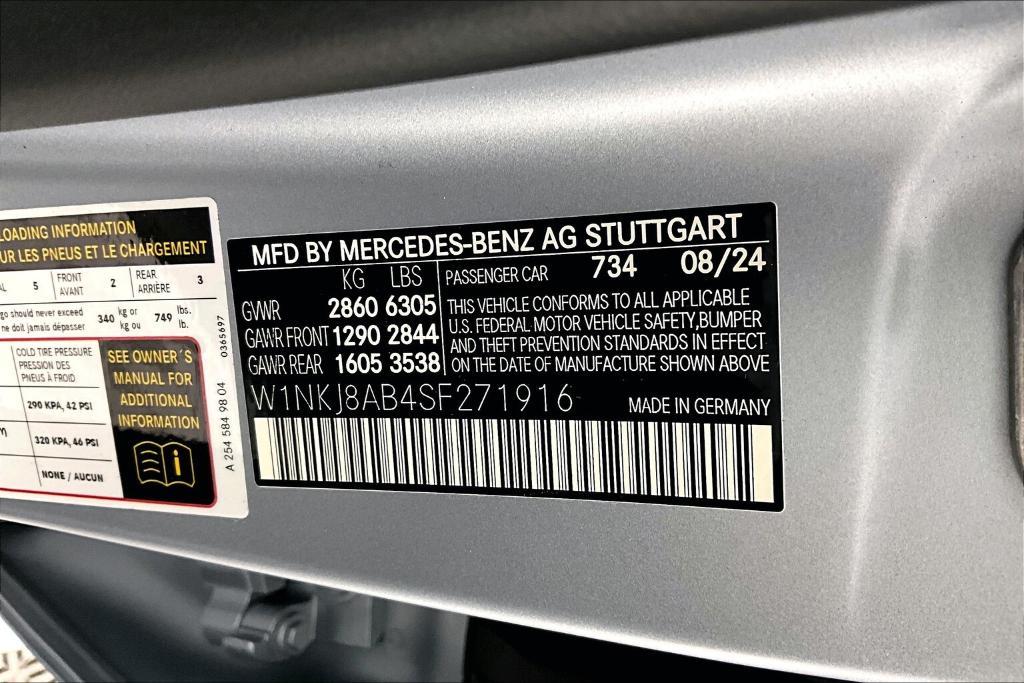 LOADING INFORMATION
UR LES PNEUS ET LE CHARGEMENT
5 FRONT AVANT 2 REAR ARRIÈRE 3
go should never exceed
ne doit jamais dépasser 340 kg or kg ou 749 lbs. lb.
COLD TIRE PRESSURE
PRESSION DES
PNEUS À FROID
290 KPA, 42 PSI
320 KPA, 46 PSI
NONE / AUCUN
SEE OWNER´S
MANUAL FOR
ADDITIONAL
INFORMATION
i
A 254 584 98 04
0365697
MFD BY MERCEDES-BENZ AG STUTTGART
KG LBS
GVWR 2860 6305
GAWR FRONT 1290 2844
GAWR REAR 1605 3538
PASSENGER CAR 734 08/24
THIS VEHICLE CONFORMS TO ALL APPLICABLE
U.S. FEDERAL MOTOR VEHICLE SAFETY,BUMPER
AND THEFT PREVENTION STANDARDS IN EFFECT
ON THE DATE OF MANUFACTURE SHOWN ABOVE
W1NKJ8AB4SF271916
MADE IN GERMANY